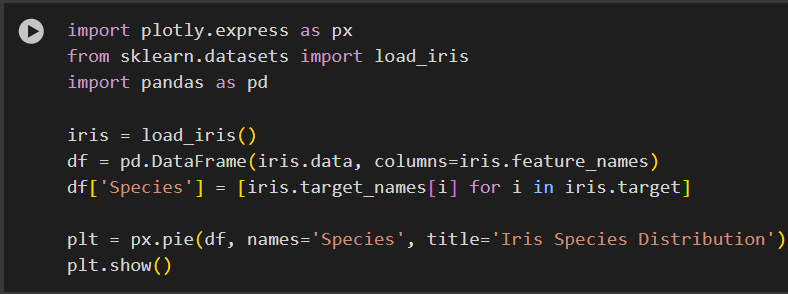 import plotly.express as px
from sklearn.datasets import load_iris
import pandas as pd
iris = load_iris()
df = pd.DataFrame(iris.data, columns=iris.feature_names)
df['Species'] = [iris.target_names[i] for i in iris.target]
plt = px.pie(df, names='Species', title='Iris Species Distribution')
plt.show()